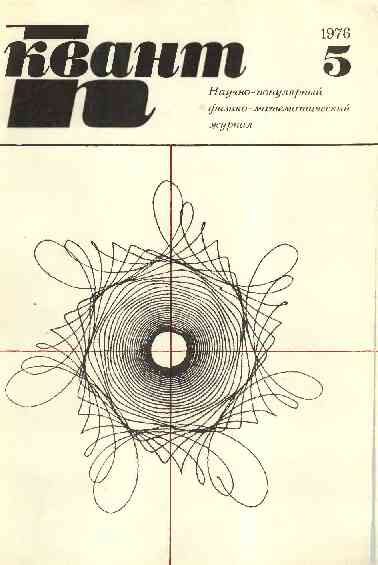 квант
1976
5
Научно-популярный
физико-математический
журнал